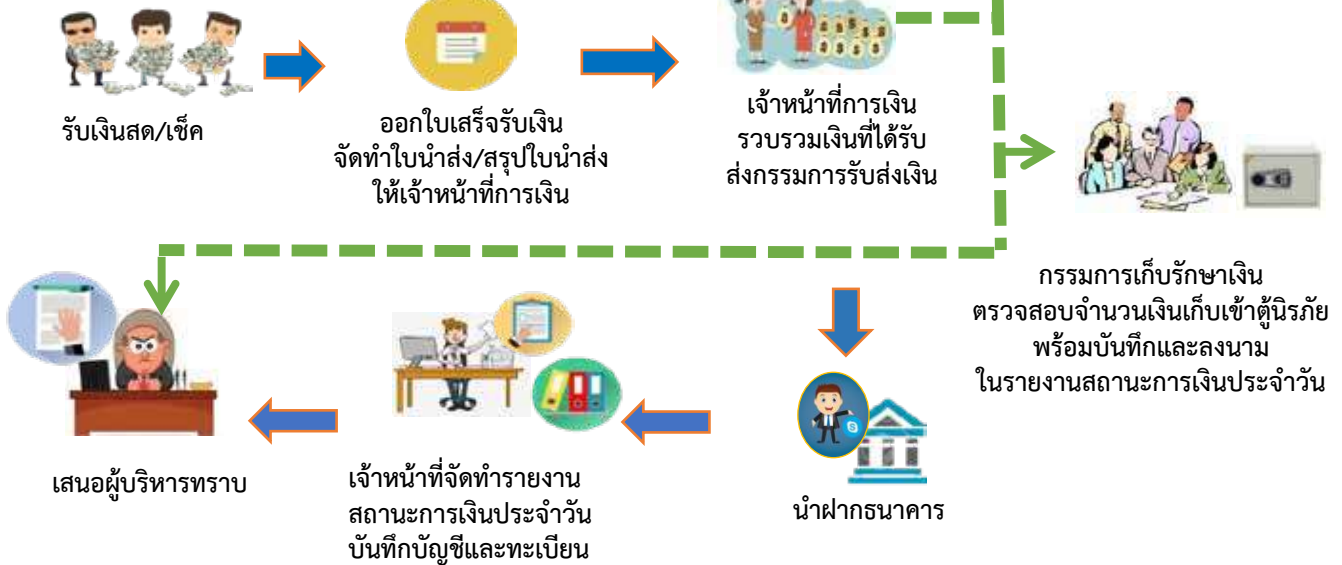 รับเงินสด/เช็ค
ออกใบเสร็จรับเงิน
จัดทำใบนำส่ง/สรุปใบนำส่ง
ให้เจ้าหน้าที่การเงิน
เจ้าหน้าที่การเงิน
รวบรวมเงินที่ได้รับ
ส่งกรรมการรับส่งเงิน
กรรมการเก็บรักษาเงิน
ตรวจสอบจำนวนเงินเก็บเข้าตู้นิรภัย
พร้อมบันทึกและลงนาม
ในรายงานสถานะการเงินประจำวัน
เสนอผู้บริหารทราบ
เจ้าหน้าที่จัดทำรายงาน
สถานะการเงินประจำวัน
บันทึกบัญชีและทะเบียน
นำฝากธนาคาร